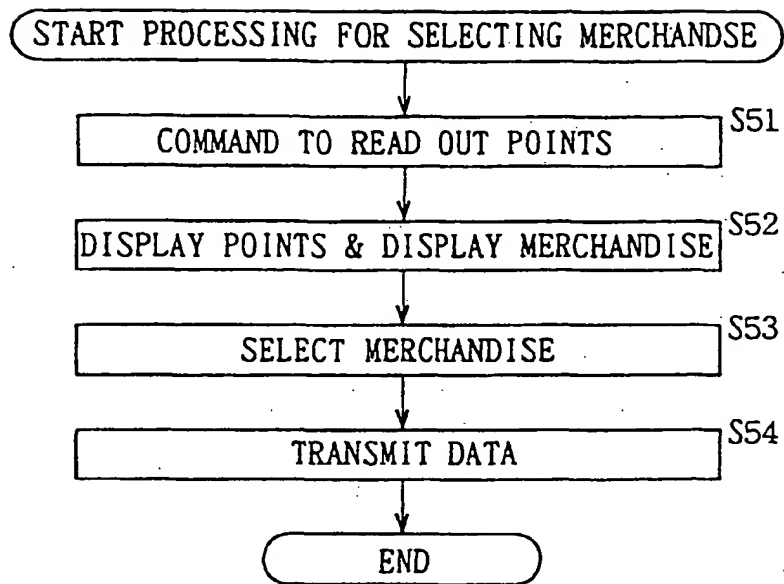 START PROCESSING FOR SELECTING MERCHANDSE
S51
COMMAND TO READ OUT POINTS
S52
DISPLAY POINTS & DISPLAY MERCHANDISE
S53
SELECT MERCHANDISE
S54
TRANSMIT DATA
END